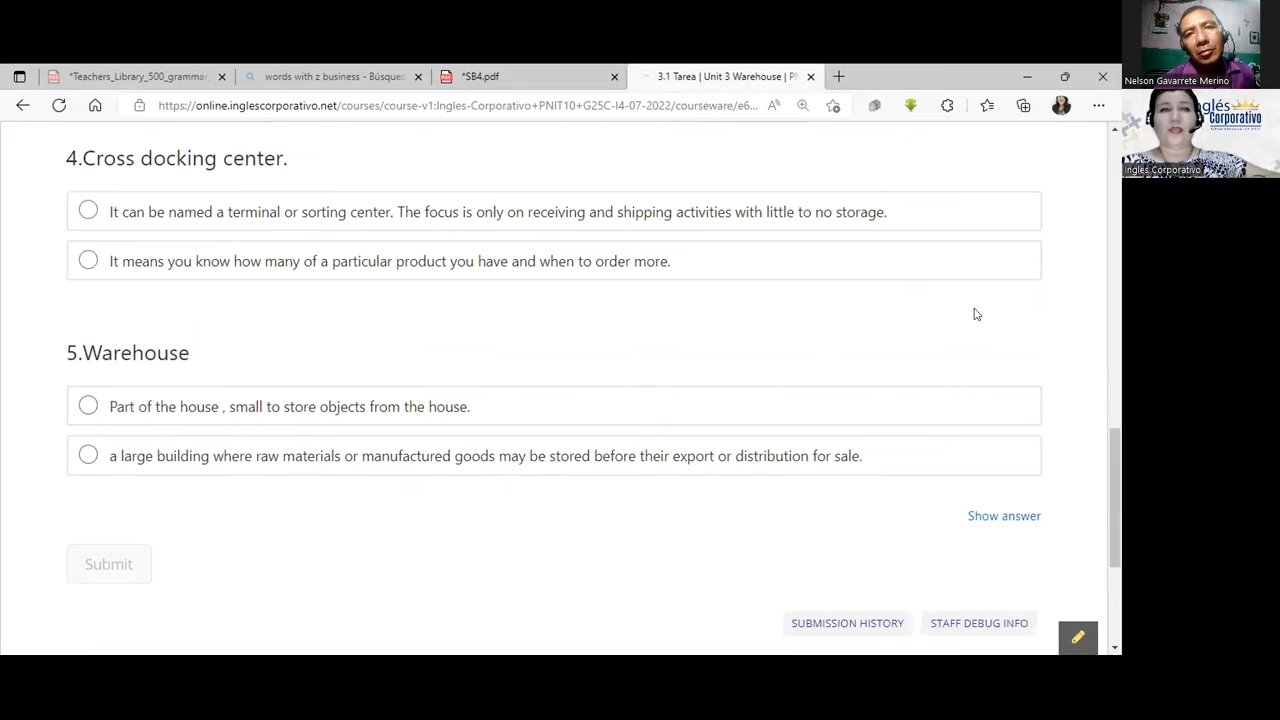 *Teachers_Library_500_grammar
words with z business - Búsque
*SB4.pdf
3.1 Tarea | Unit 3 Warehouse | PN
https://online.inglescorporativo.net/courses/course-v1:Ingles-Corporativo+PNIT10+G25C-I4-07-2022/courseware/e6...
4.Cross docking center.
It can be named a terminal or sorting center. The focus is only on receiving and shipping activities with little to no storage.
It means you know how many of a particular product you have and when to order more.
5.Warehouse
Part of the house , small to store objects from the house.
a large building where raw materials or manufactured goods may be stored before their export or distribution for sale.
Show answer
Submit
SUBMISSION HISTORY
STAFF DEBUG INFO
Nelson Gavarrete Merino
Inglés
Corporativo
Ingles Corporativo